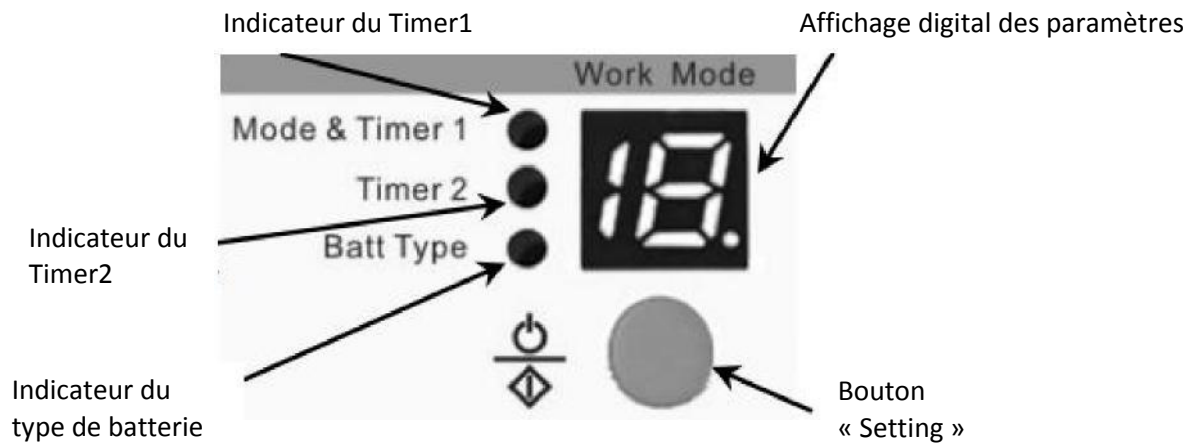 Indicateur du Timer1
Affichage digital des paramètres
Work Mode
Mode & Timer 1
18.
Timer 2
Indicateur du
Timer2
Batt Type
Indicateur du
type de batterie
Bouton
« Setting »